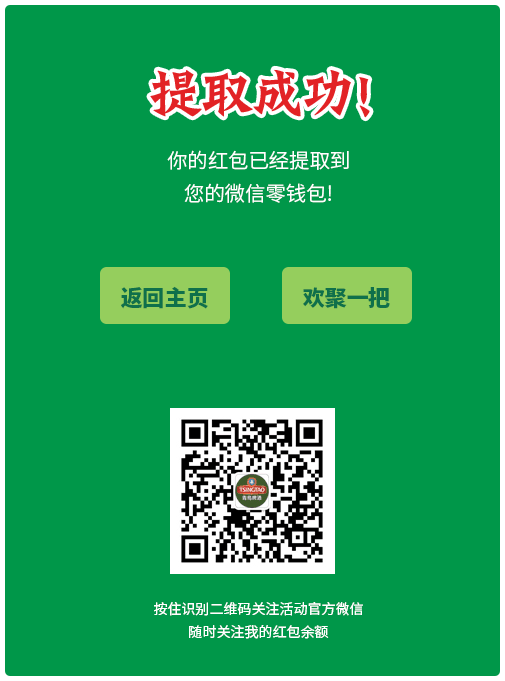 提取成功!
你的红包已经提取到
您的微信零钱包!
返回主页
欢聚一把
TSINGTAO
青岛啤酒
按住识别二维码关注活动官方微信
随时关注我的红包余额